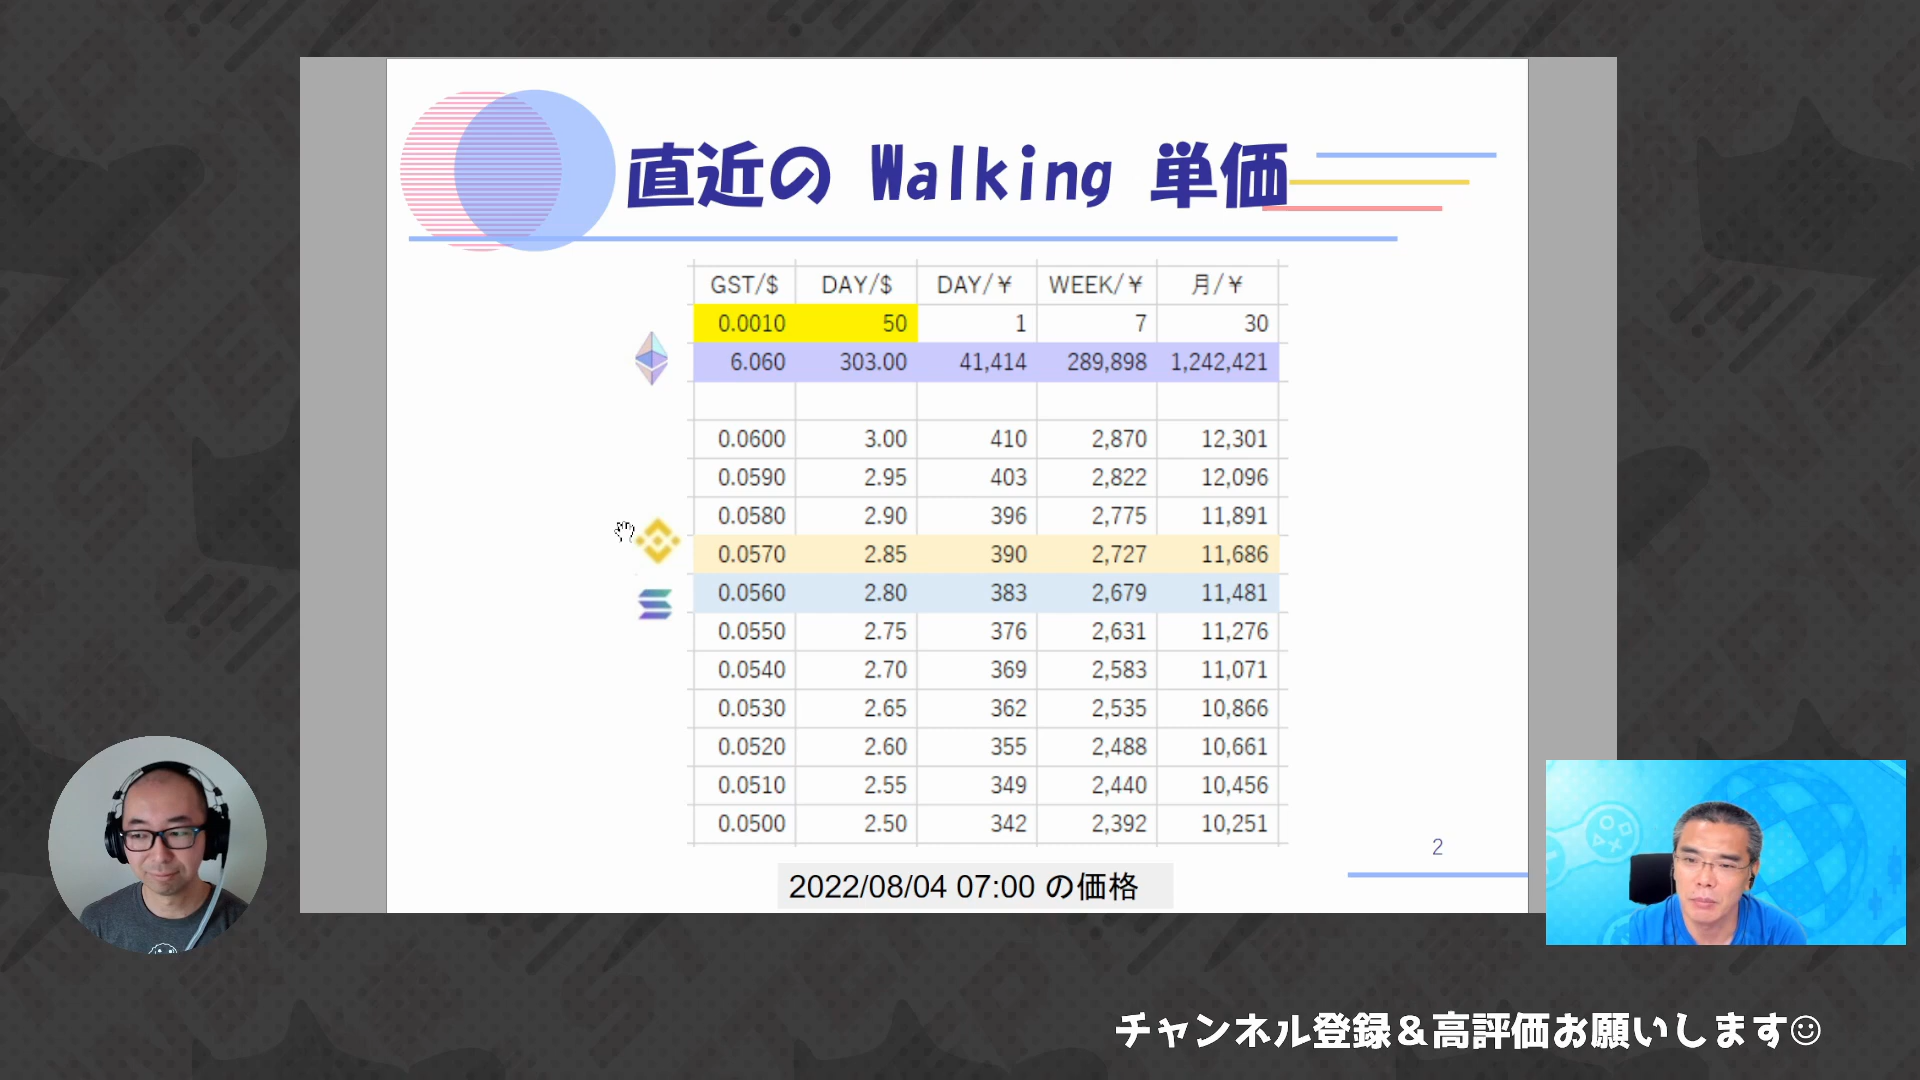 直近の Walking 単価
GST/$ DAY/$ DAY/¥ WEEK/¥ 月/¥
0.0010 50 1 7 30
6.060 303.00 41,414 289,898 1,242,421
0.0600 3.00 410 2,870 12,301
0.0590 2.95 403 2,822 12,096
0.0580 2.90 396 2,775 11,891
0.0570 2.85 390 2,727 11,686
0.0560 2.80 383 2,679 11,481
0.0550 2.75 376 2,631 11,276
0.0540 2.70 369 2,583 11,071
0.0530 2.65 362 2,535 10,866
0.0520 2.60 355 2,488 10,661
0.0510 2.55 349 2,440 10,456
0.0500 2.50 342 2,392 10,251
2
2022/08/04 07:00 の価格
チャンネル登録＆高評価お願いします☺